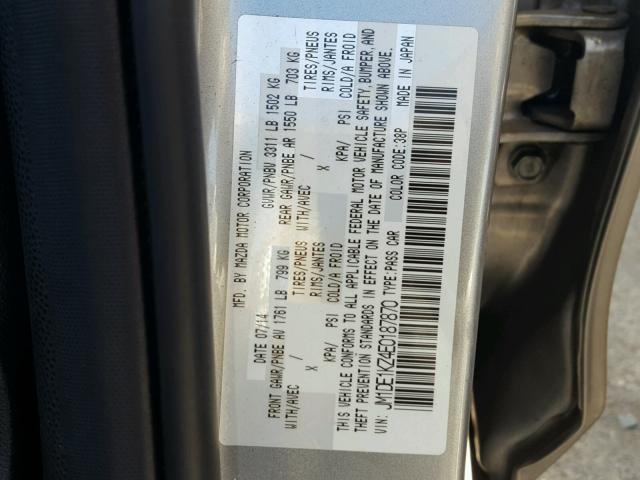 MFD. BY MAZDA MOTOR CORPORATION
DATE 07/14 GVWR/PNBV 3311 LB 1502 KG
FRONT GAWR/PNBE AV 1761 LB 799 KG REAR GAWR/PNBE AR 1550 LB 703 KG
WITH/AVEC TIRES/PNEUS WITH/AVEC TIRES/PNEUS
X / RIMS/JANTES X / RIMS/JANTES
KPA/ PSI COLD/A FROID KPA/ PSI COLD/A FROID
THIS VEHICLE CONFORMS TO ALL APPLICABLE FEDERAL MOTOR VEHICLE SAFETY, BUMPER, AND
THEFT PREVENTION STANDARDS IN EFFECT ON THE DATE OF MANUFACTURE SHOWN ABOVE.
VIN: JM1DE1KZ4E0187870 TYPE:PASS CAR COLOR CODE:38P MADE IN JAPAN